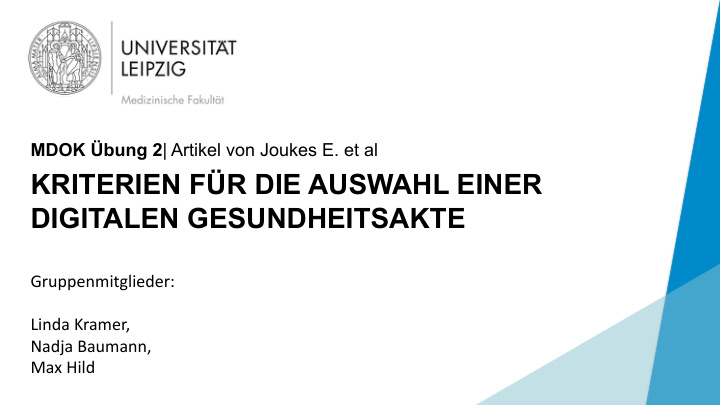 UNIVERSITÄT
LEIPZIG
Medizinische Fakultät
MDOK Übung 2| Artikel von Joukes E. et al
KRITERIEN FÜR DIE AUSWAHL EINER
DIGITALEN GESUNDHEITSAKTE
Gruppenmitglieder:
Linda Kramer,
Nadja Baumann,
Max Hild